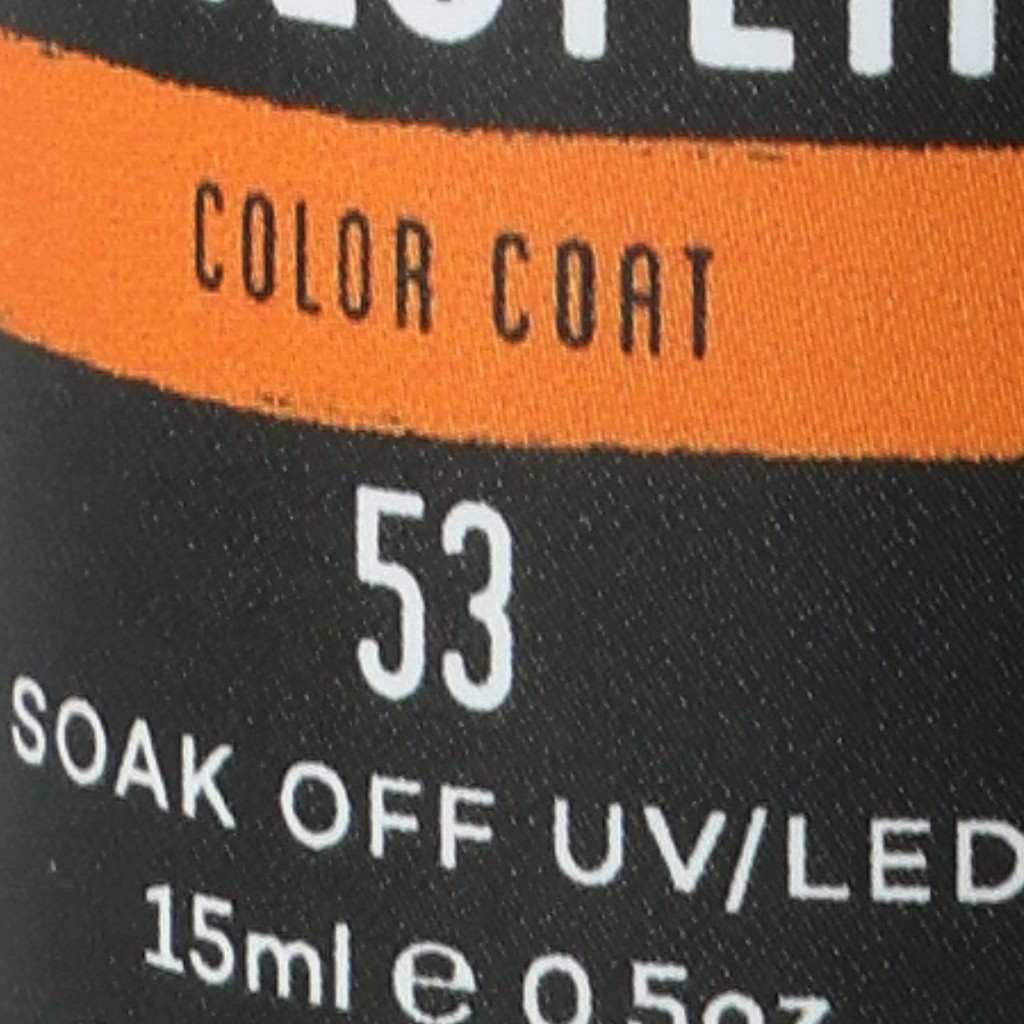 COLOR COAT
53
SOAK OFF UV/LED
15ml e 0.5oz